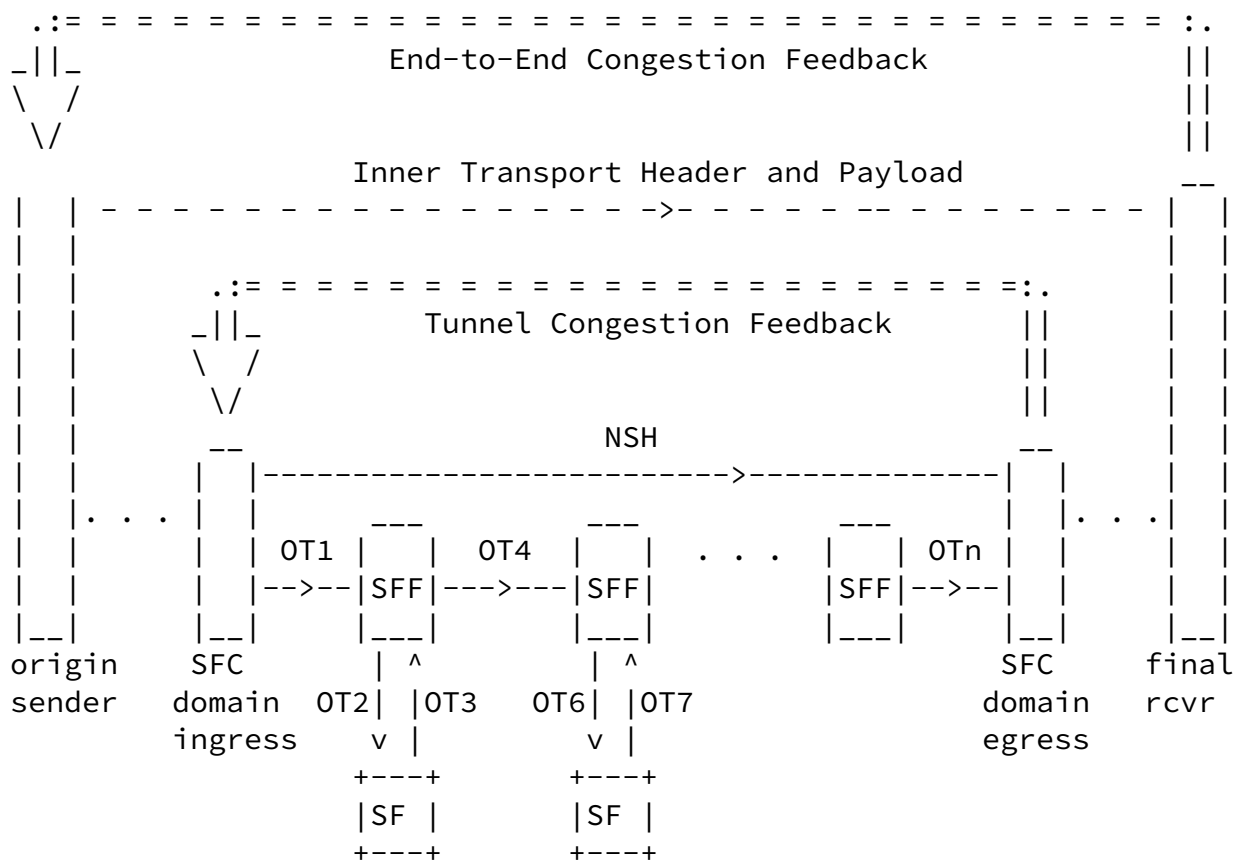 End-to-End Congestion Feedback
Inner Transport Header and Payload
Tunnel Congestion Feedback
NSH
OT1 OT4 . . . OTn
SFF SFF SFF
origin SFC SFC final
sender domain OT2 OT3 OT6 OT7 domain rcvr
ingress egress
SF SF